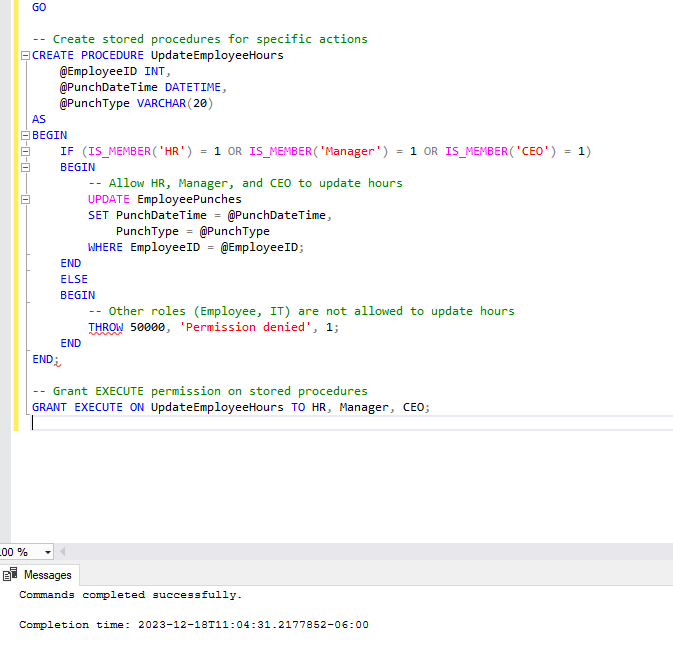 GO
-- Create stored procedures for specific actions
CREATE PROCEDURE UpdateEmployeeHours
    @EmployeeID INT,
    @PunchDateTime DATETIME,
    @PunchType VARCHAR(20)
AS
BEGIN
    IF (IS_MEMBER('HR') = 1 OR IS_MEMBER('Manager') = 1 OR IS_MEMBER('CEO') = 1)
    BEGIN
        -- Allow HR, Manager, and CEO to update hours
        UPDATE EmployeePunches
        SET PunchDateTime = @PunchDateTime,
            PunchType = @PunchType
        WHERE EmployeeID = @EmployeeID;
    END
    ELSE
    BEGIN
        -- Other roles (Employee, IT) are not allowed to update hours
        THROW 50000, 'Permission denied', 1;
    END
END;
-- Grant EXECUTE permission on stored procedures
GRANT EXECUTE ON UpdateEmployeeHours TO HR, Manager, CEO;
.00 %
Messages
Commands completed successfully.
Completion time: 2023-12-18T11:04:31.2177852-06:00